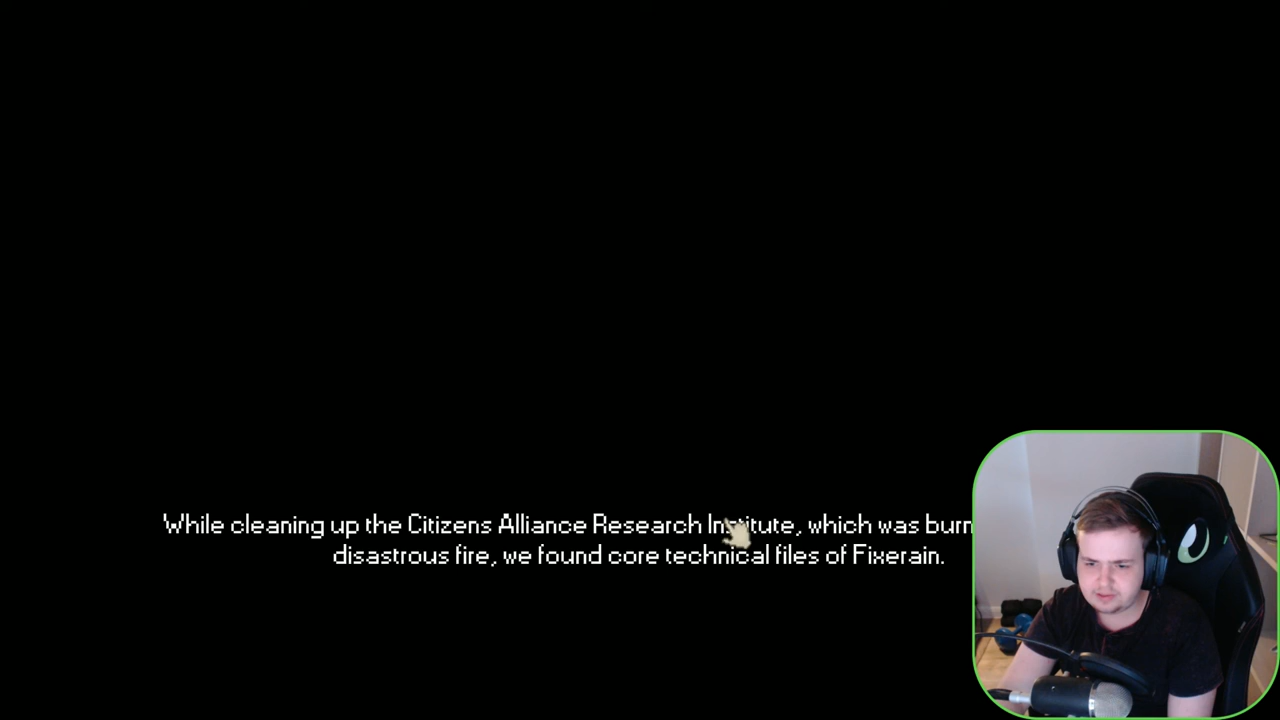 While cleaning up the Citizens Alliance Research Institute, which was burn
disastrous fire, we found core technical files of Fixerain.